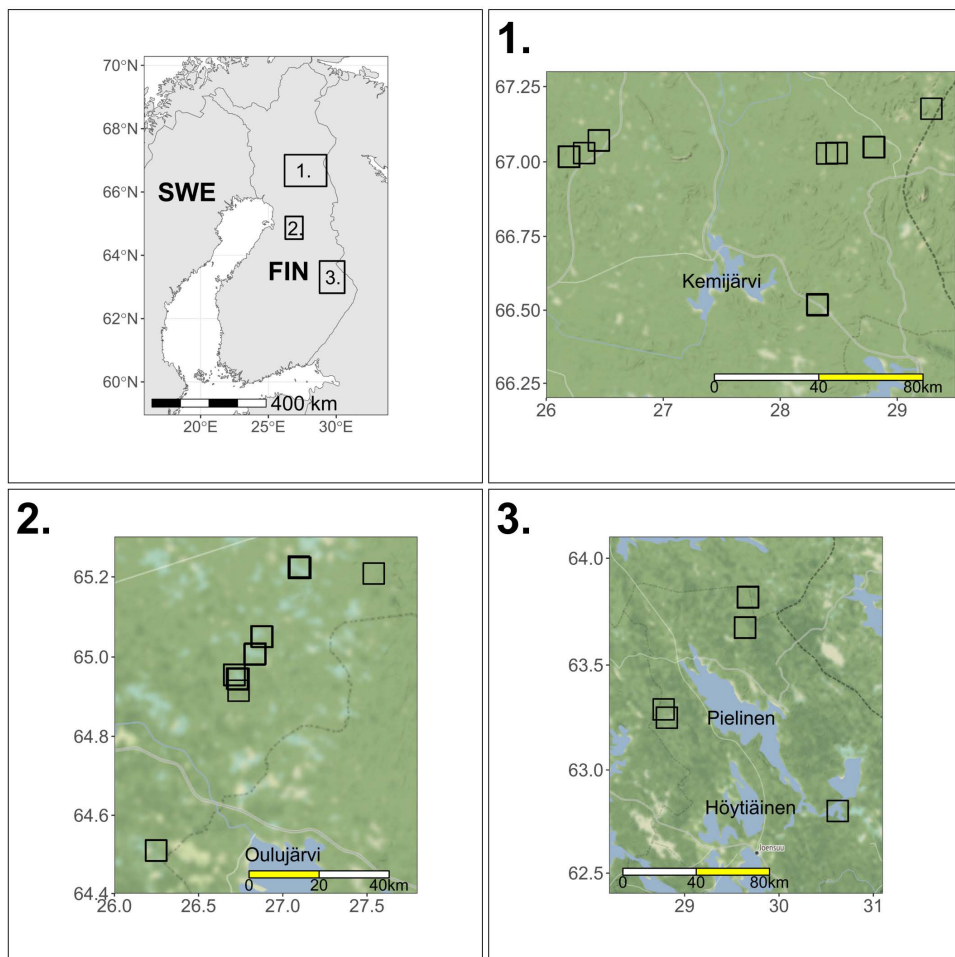 70°N
68°N
66°N
64°N
62°N
60°N
SWE
FIN
1.
2.
3.
400 km
20°E
25°E
30°E
1.
67.25
67.00
66.75
66.50
66.25
Kemijärvi
0
40
80km
26
27
28
29
2.
65.2
65.0
64.8
64.6
64.4
Oulujärvi
0
20
40km
26.0
26.5
27.0
27.5
3.
64.0
63.5
63.0
62.5
Pielinen
Höytiäinen
Joensuu
0
40
80km
29
30
31